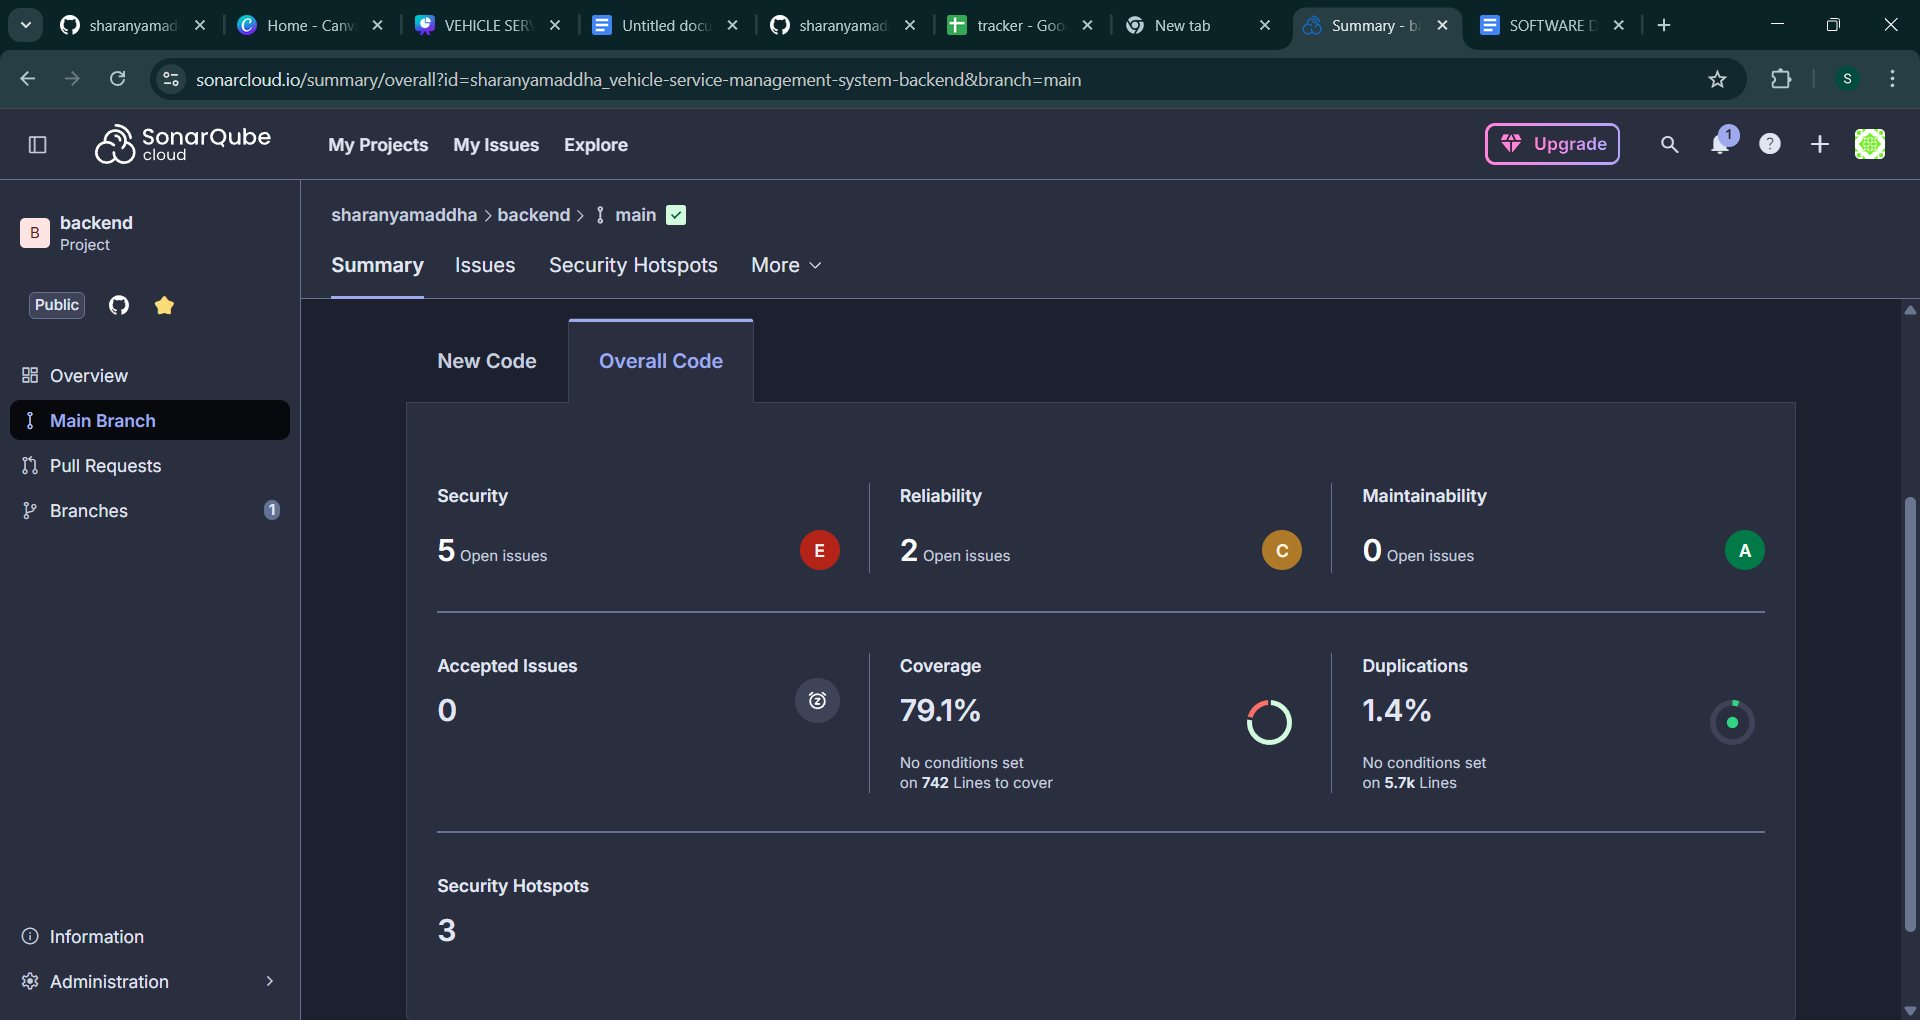 sharanyamad
Home - Canv
VEHICLE SERV
Untitled docu
sharanyamad
tracker - Goo
New tab
Summary - ba
SOFTWARE D
sonarcloud.io/summary/overall?id=sharanyamaddha_vehicle-service-management-system-backend&branch=main
S
SonarQube
cloud
My Projects
My Issues
Explore
Upgrade
1
?
B
backend
Project
sharanyamaddha > backend > main
Summary
Issues
Security Hotspots
More
Public
Overview
Main Branch
Pull Requests
Branches
1
Information
Administration
New Code
Overall Code
Security
5 Open issues
E
Reliability
2 Open issues
C
Maintainability
0 Open issues
A
Accepted Issues
0
Coverage
79.1%
No conditions set
on 742 Lines to cover
Duplications
1.4%
No conditions set
on 5.7k Lines
Security Hotspots
3